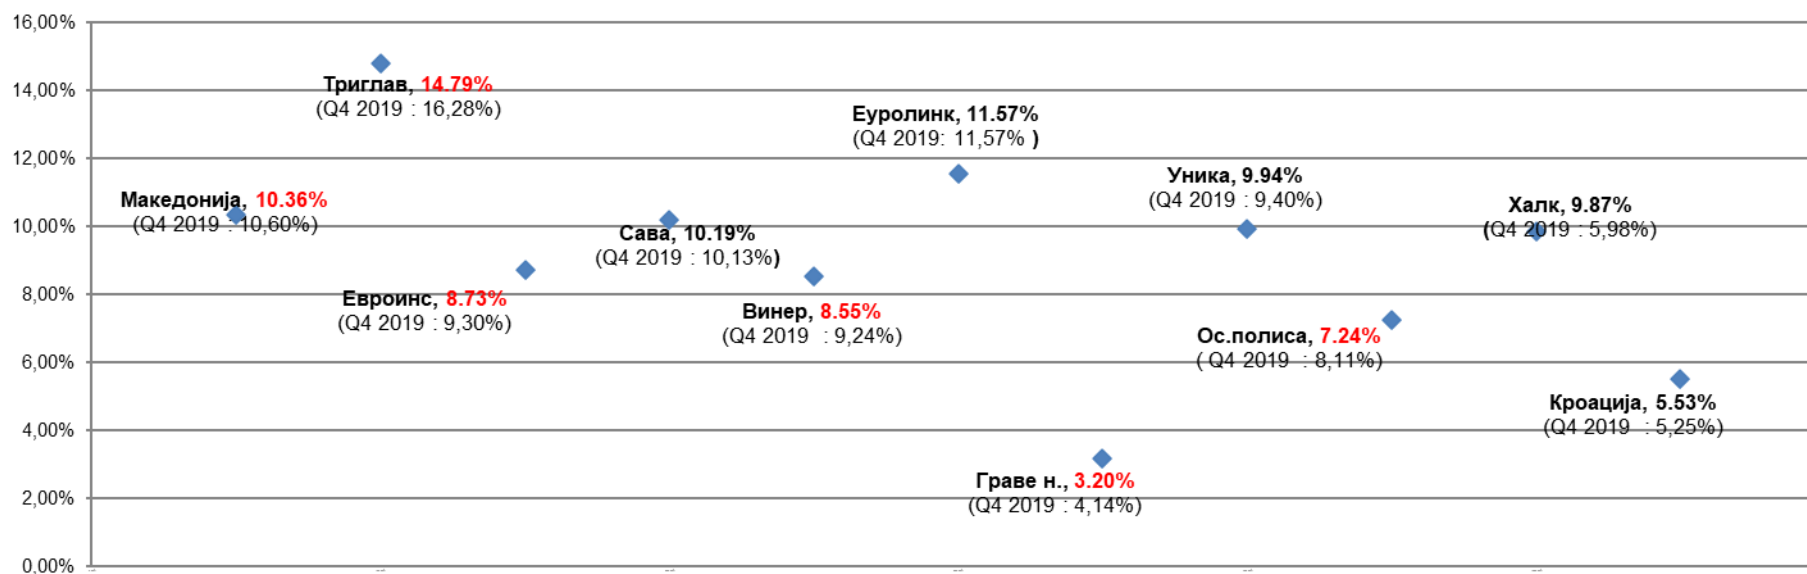 16,00%
14,00%
12,00%
10,00%
8,00%
6,00%
4,00%
2,00%
0,00%
Македонија, 10.36%
(Q4 2019 : 10,60%)
Триглав, 14.79%
(Q4 2019 : 16,28%)
Евроинс, 8.73%
(Q4 2019 : 9,30%)
Сава, 10.19%
(Q4 2019 : 10,13%)
Винер, 8.55%
(Q4 2019 : 9,24%)
Еуролинк, 11.57%
(Q4 2019: 11,57% )
Граве н., 3.20%
(Q4 2019 : 4,14%)
Уника, 9.94%
(Q4 2019 : 9,40%)
Ос.полиса, 7.24%
( Q4 2019 : 8,11%)
Халк, 9.87%
(Q4 2019 : 5,98%)
Кроација, 5.53%
(Q4 2019 : 5,25%)